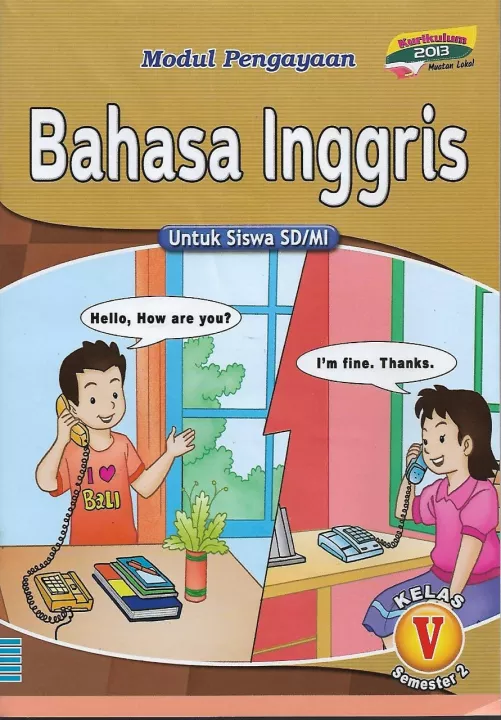 Modul Pengayaan
Kurikulum
2013
Muatan Lokal
Bahasa Inggris
Untuk Siswa SD/MI
Hello, How are you?
I'm fine. Thanks.
I ♥
BALI
KELAS
V
Semester 2